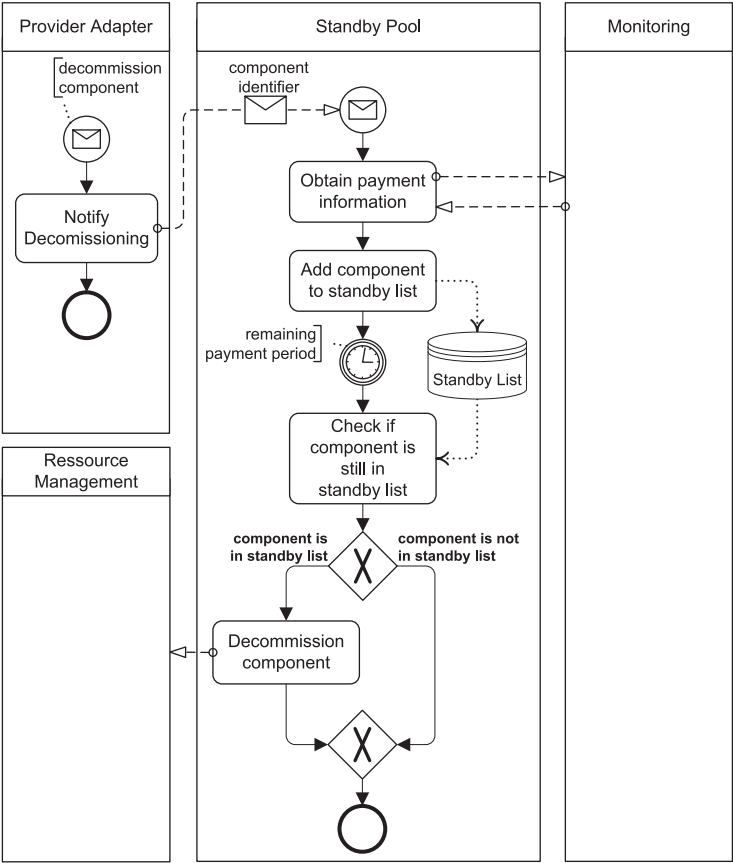 Provider Adapter
Standby Pool
Monitoring
decommission
component
component
identifier
Notify
Decomissioning
Obtain payment
information
Add component
to standby list
remaining
payment period
Standby List
Check if
component is
still in
standby list
Ressource
Management
component is
in standby list
component is not
in standby list
Decommission
component